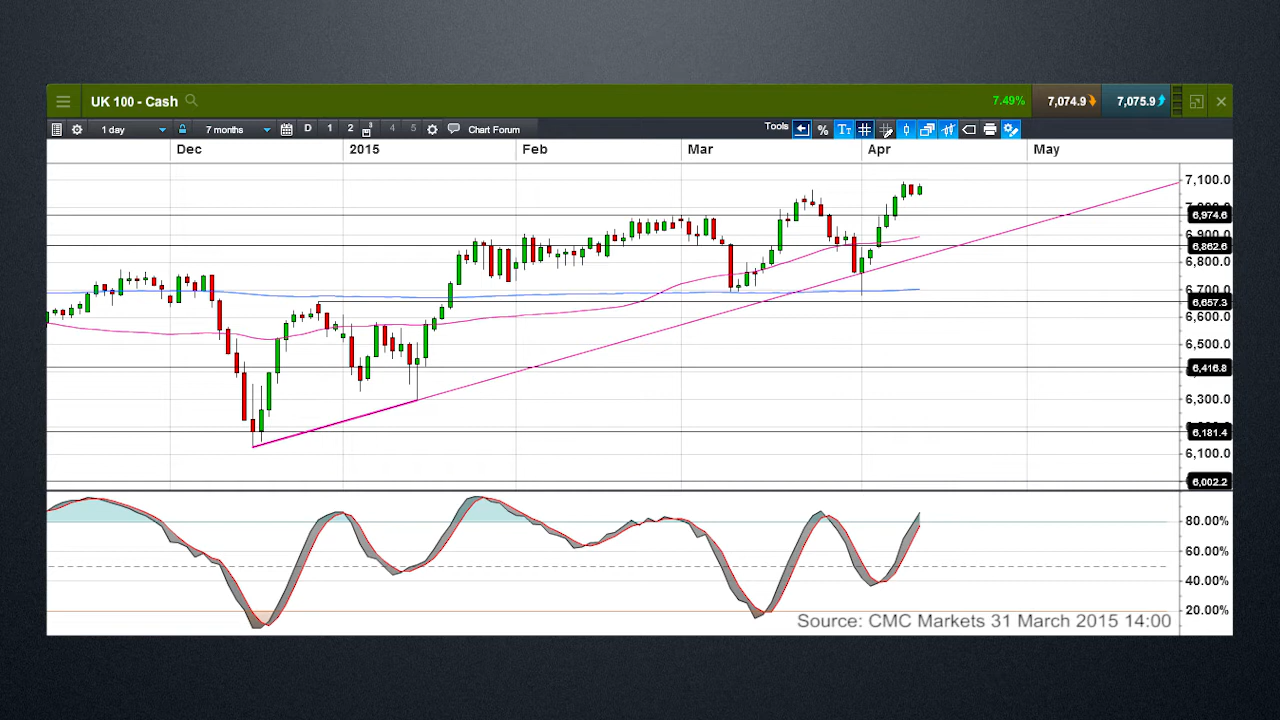 UK 100 - Cash
7.49%
7,074.9
7,075.9
1 day
7 months
D
1
2
3
4
5
Chart Forum
Tools
%
Tт
Dec
2015
Feb
Mar
Apr
May
7,100.0
6,974.6
6,862.6
6,800.0
6,700.0
6,657.3
6,600.0
6,500.0
6,416.8
6,300.0
6,181.4
6,100.0
6,002.2
80.00%
60.00%
40.00%
20.00%
Source: CMC Markets 31 March 2015 14:00